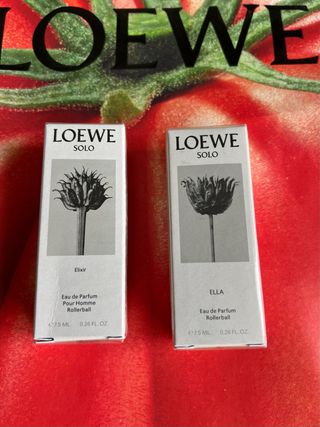 LOEWE
LOEWE
SOLO
Elixir
Eau de Parfum
Pour Homme
Rollerball
℮ 7.5 ML. 0.26 FL. OZ.
LOEWE
SOLO
ELLA
Eau de Parfum
Rollerball
℮ 7.5 ML. 0.26 FL. OZ.